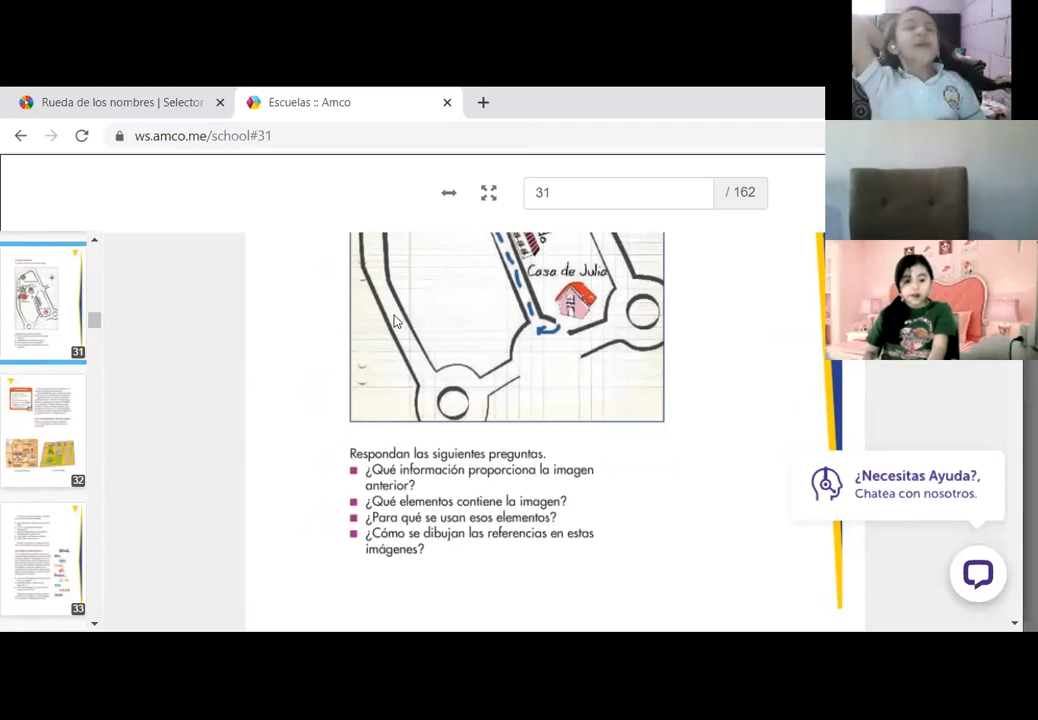 Rueda de los nombres | Selector
Escuelas :: Amco
ws.amco.me/school#31
31
/ 162
Casa de Julia
31
32
33
Respondan las siguientes preguntas.
¿Qué información proporciona la imagen
anterior?
¿Qué elementos contiene la imagen?
¿Para qué se usan esos elementos?
¿Cómo se dibujan las referencias en estas
imógenes?
¿Necesitas Ayuda?,
Chatea con nosotros.